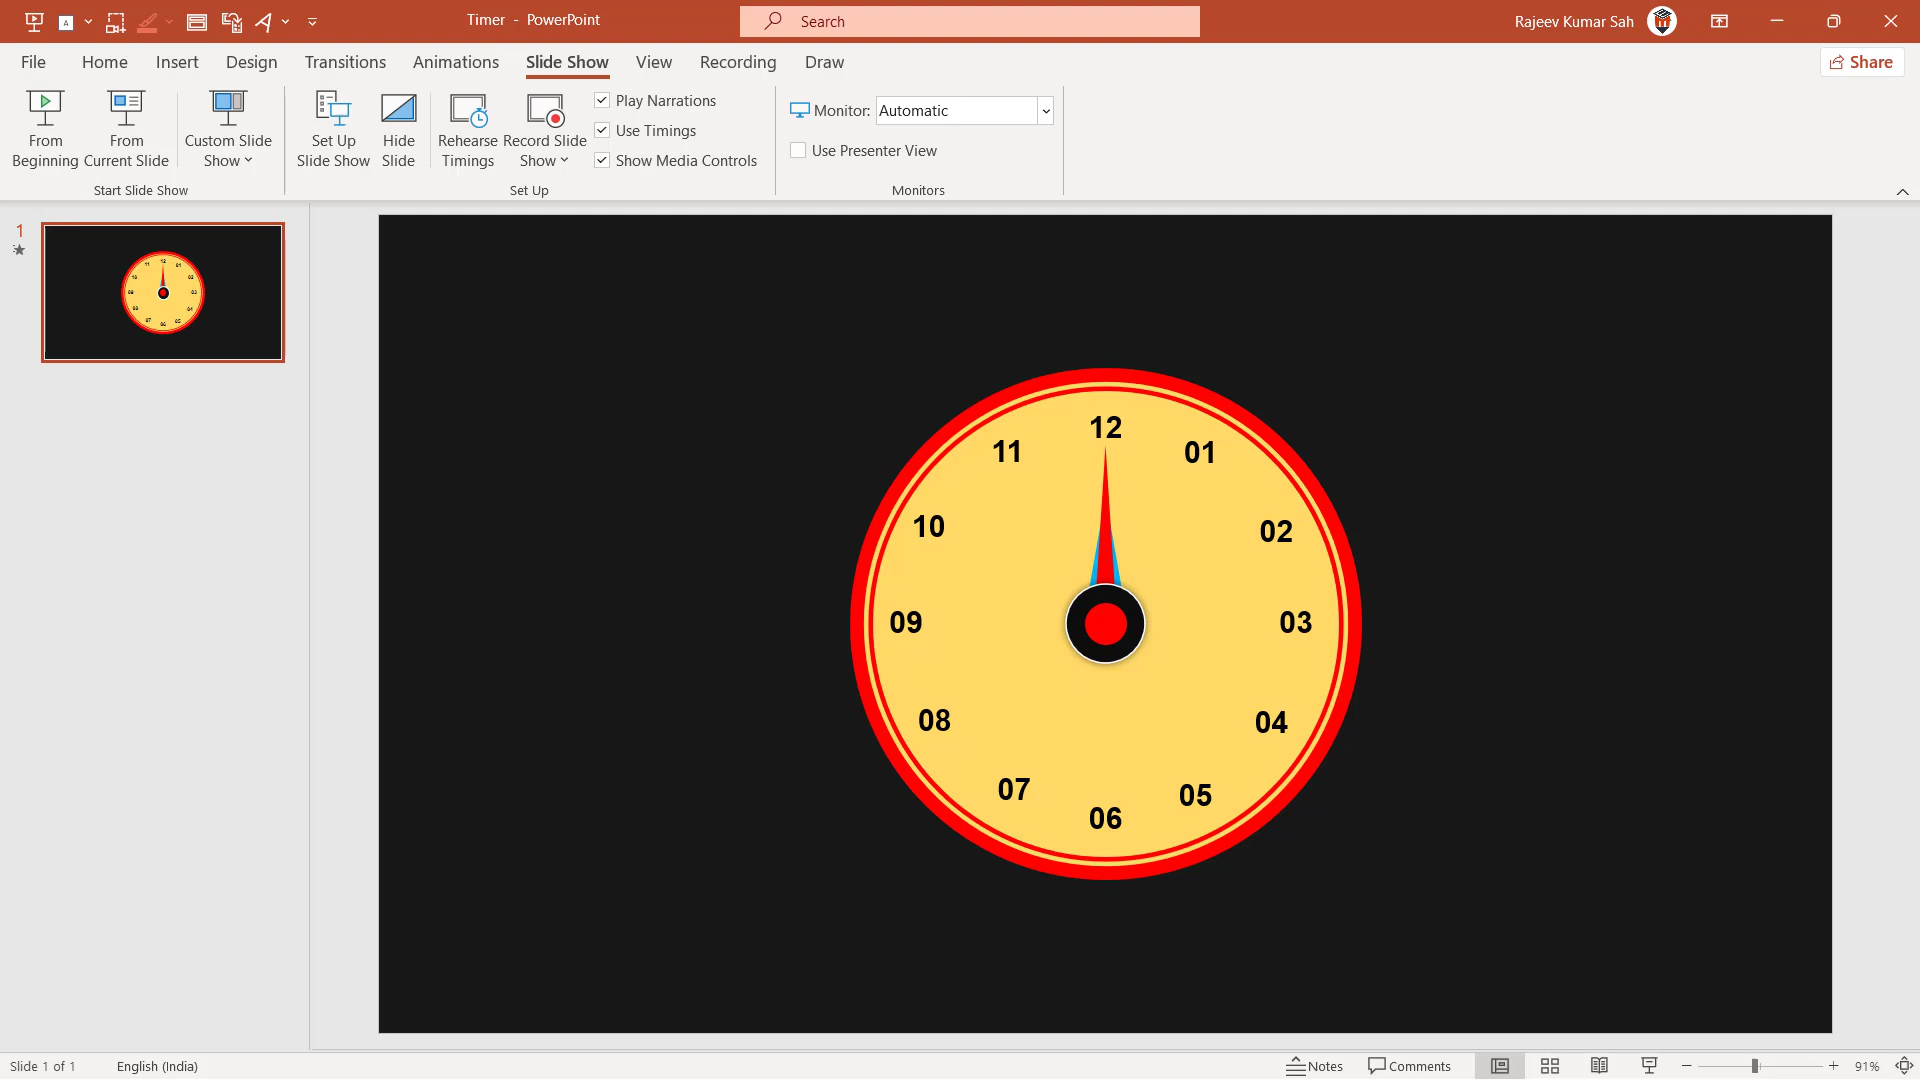 Timer - PowerPoint
Search
Rajeev Kumar Sah
File Home Insert Design Transitions Animations Slide Show View Recording Draw
Share
From Beginning
From Current Slide
Custom Slide Show
Start Slide Show
Set Up Slide Show
Hide Slide
Rehearse Timings
Record Slide Show
Play Narrations
Use Timings
Show Media Controls
Set Up
Monitor: Automatic
Use Presenter View
Monitors
1
12
11
01
10
02
09
03
08
04
07
05
06
Slide 1 of 1
English (India)
Notes
Comments
91%